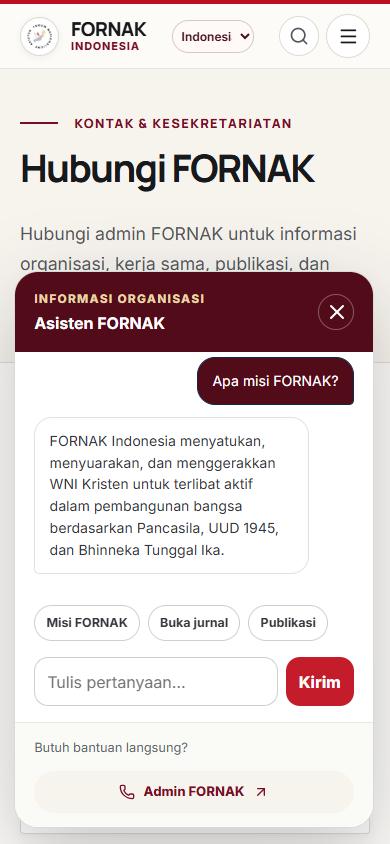 FORNAK
INDONESIA
Indonesi
KONTAK & KESEKRETARIATAN
Hubungi FORNAK
Hubungi admin FORNAK untuk informasi
organisasi, kerja sama, publikasi, dan
INFORMASI ORGANISASI
Asisten FORNAK
Apa misi FORNAK?
FORNAK Indonesia menyatukan,
menyuarakan, dan menggerakkan
WNI Kristen untuk terlibat aktif
dalam pembangunan bangsa
berdasarkan Pancasila, UUD 1945,
dan Bhinneka Tunggal Ika.
Misi FORNAK
Buka jurnal
Publikasi
Tulis pertanyaan...
Kirim
Butuh bantuan langsung?
Admin FORNAK